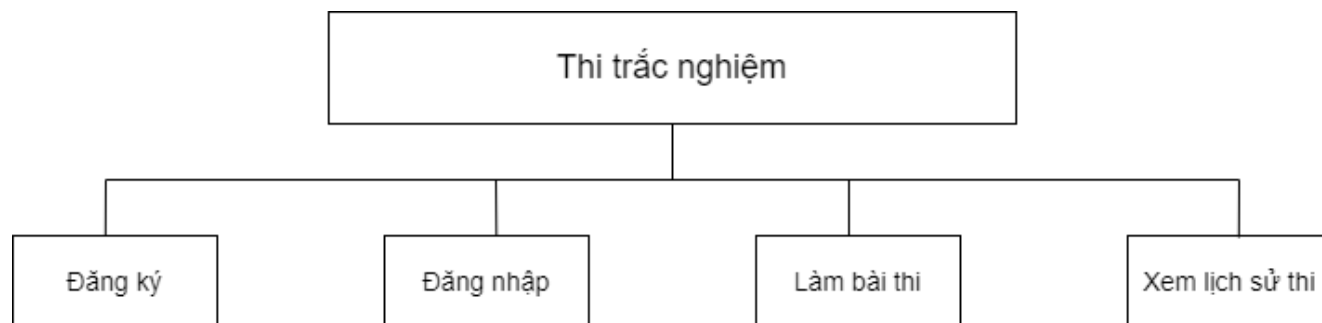 Thi trắc nghiệm
Đăng ký
Đăng nhập
Làm bài thi
Xem lịch sử thi